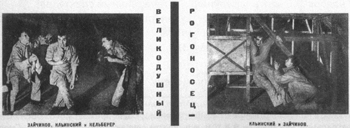 ВЕЛИКОДУШНЫЙ
РОГОНОСЕЦ—
ЗАЙЧИКОВ, ИЛЬИНСКИЙ и КЕЛЬБЕРЕР
ИЛЬИНСКИЙ и ЗАЙЧИКОВ